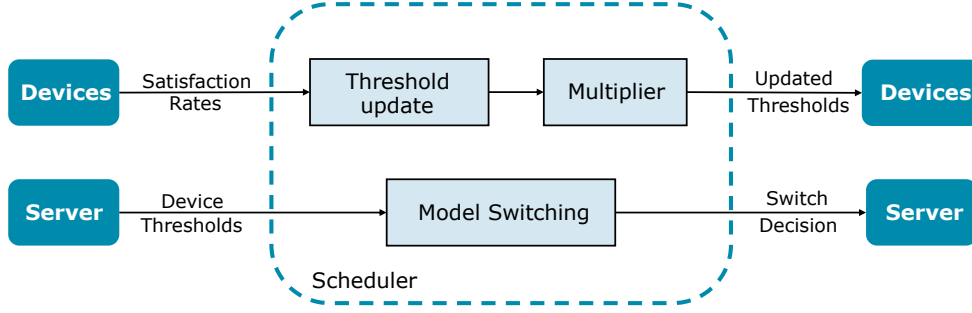 Devices
Satisfaction
Rates
Threshold
update
Multiplier
Updated
Thresholds
Devices
Server
Device
Thresholds
Model Switching
Switch
Decision
Server
Scheduler